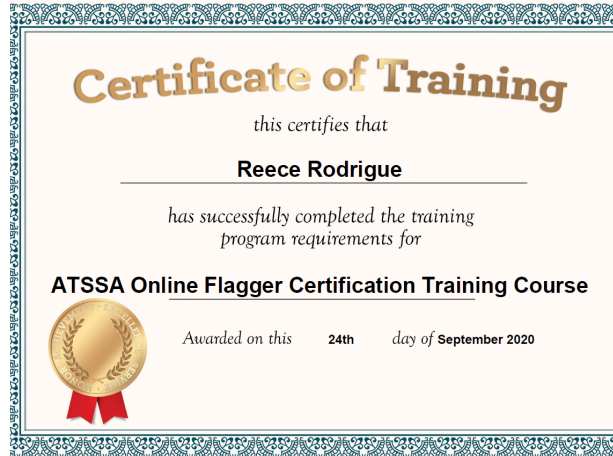 Certificate of Training
this certifies that
Reece Rodrigue
has successfully completed the training
program requirements for
ATSSA Online Flagger Certification Training Course
Awarded on this 24th day of September 2020